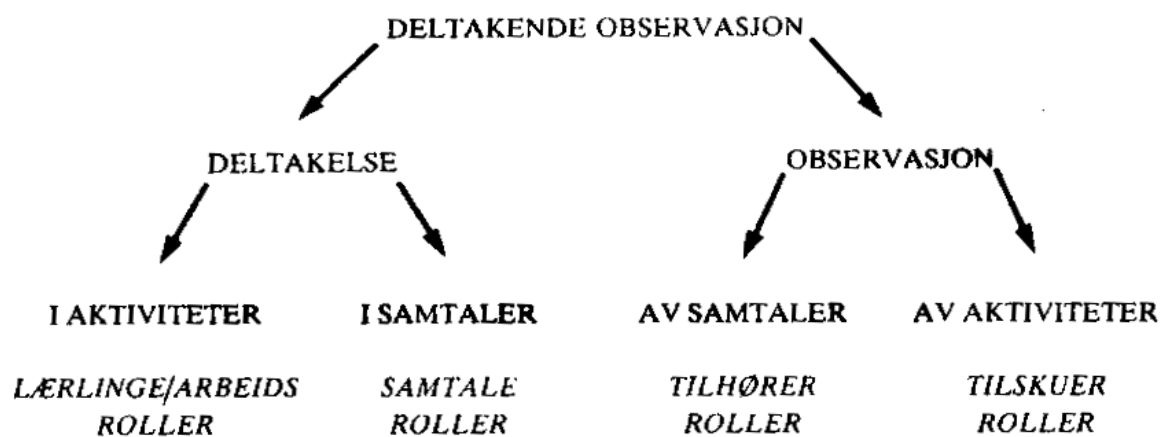 DELTAKENDE OBSERVASJON
DELTAKELSE
OBSERVASJON
I AKTIVITETER
I SAMTALER
AV SAMTALER
AV AKTIVITETER
LÆRLINGE/ARBEIDS
ROLLER
SAMTALE
ROLLER
TILHØRER
ROLLER
TILSKUER
ROLLER